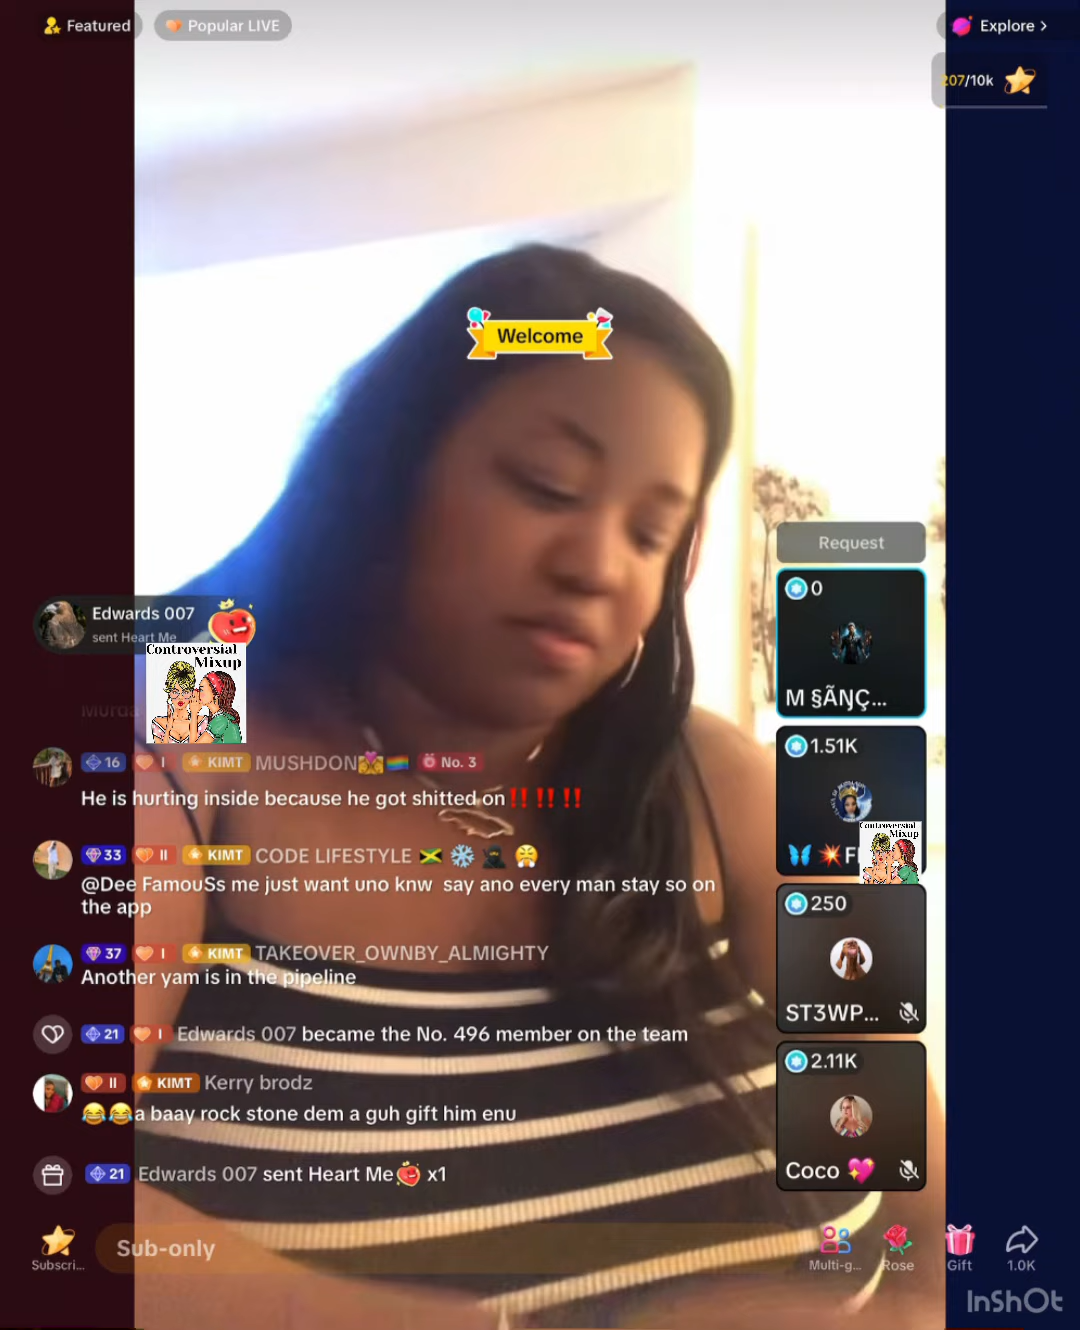 Featured
Popular LIVE
Explore >
207/10k
Welcome
Request
0
M §ÃŊÇ...
Edwards 007
sent Heart Me
Controversial
Mixup
1.51K
16 I KIMT MUSHDON No. 3
He is hurting inside because he got shitted on‼️‼️‼️
Controversial
Mixup
33 II KIMT CODE LIFESTYLE 🇯🇲 ❄️ 🥷🏿 😤
@Dee FamouSs me just want uno knw say ano every man stay so on
the app
250
ST3WP...
37 I KIMT TAKEOVER_OWNBY_ALMIGHTY
Another yam is in the pipeline
21 I Edwards 007 became the No. 496 member on the team
2.11K
Coco 💖
II KIMT Kerry brodz
😂😂a baay rock stone dem a guh gift him enu
21 Edwards 007 sent Heart Me x1
Sub-only
Subscri...
Multi-g...
Rose
Gift
1.0K
InShOt